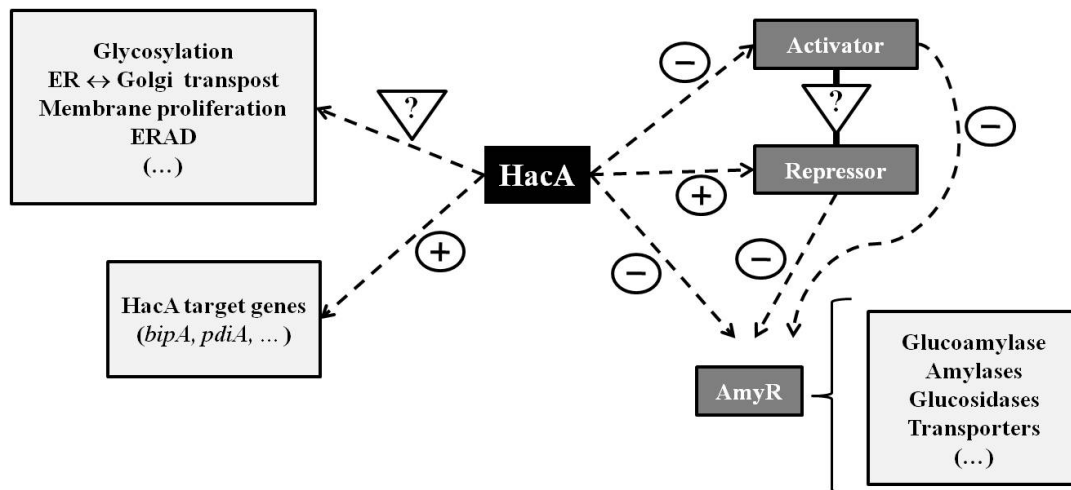 Glycosylation
ER ↔ Golgi transpost
Membrane proliferation
ERAD
(…)
?
HacA
+
HacA target genes
(bipA, pdiA, … )
−
Activator
?
−
+
Repressor
−
−
AmyR
Glucoamylase
Amylases
Glucosidases
Transporters
(…)